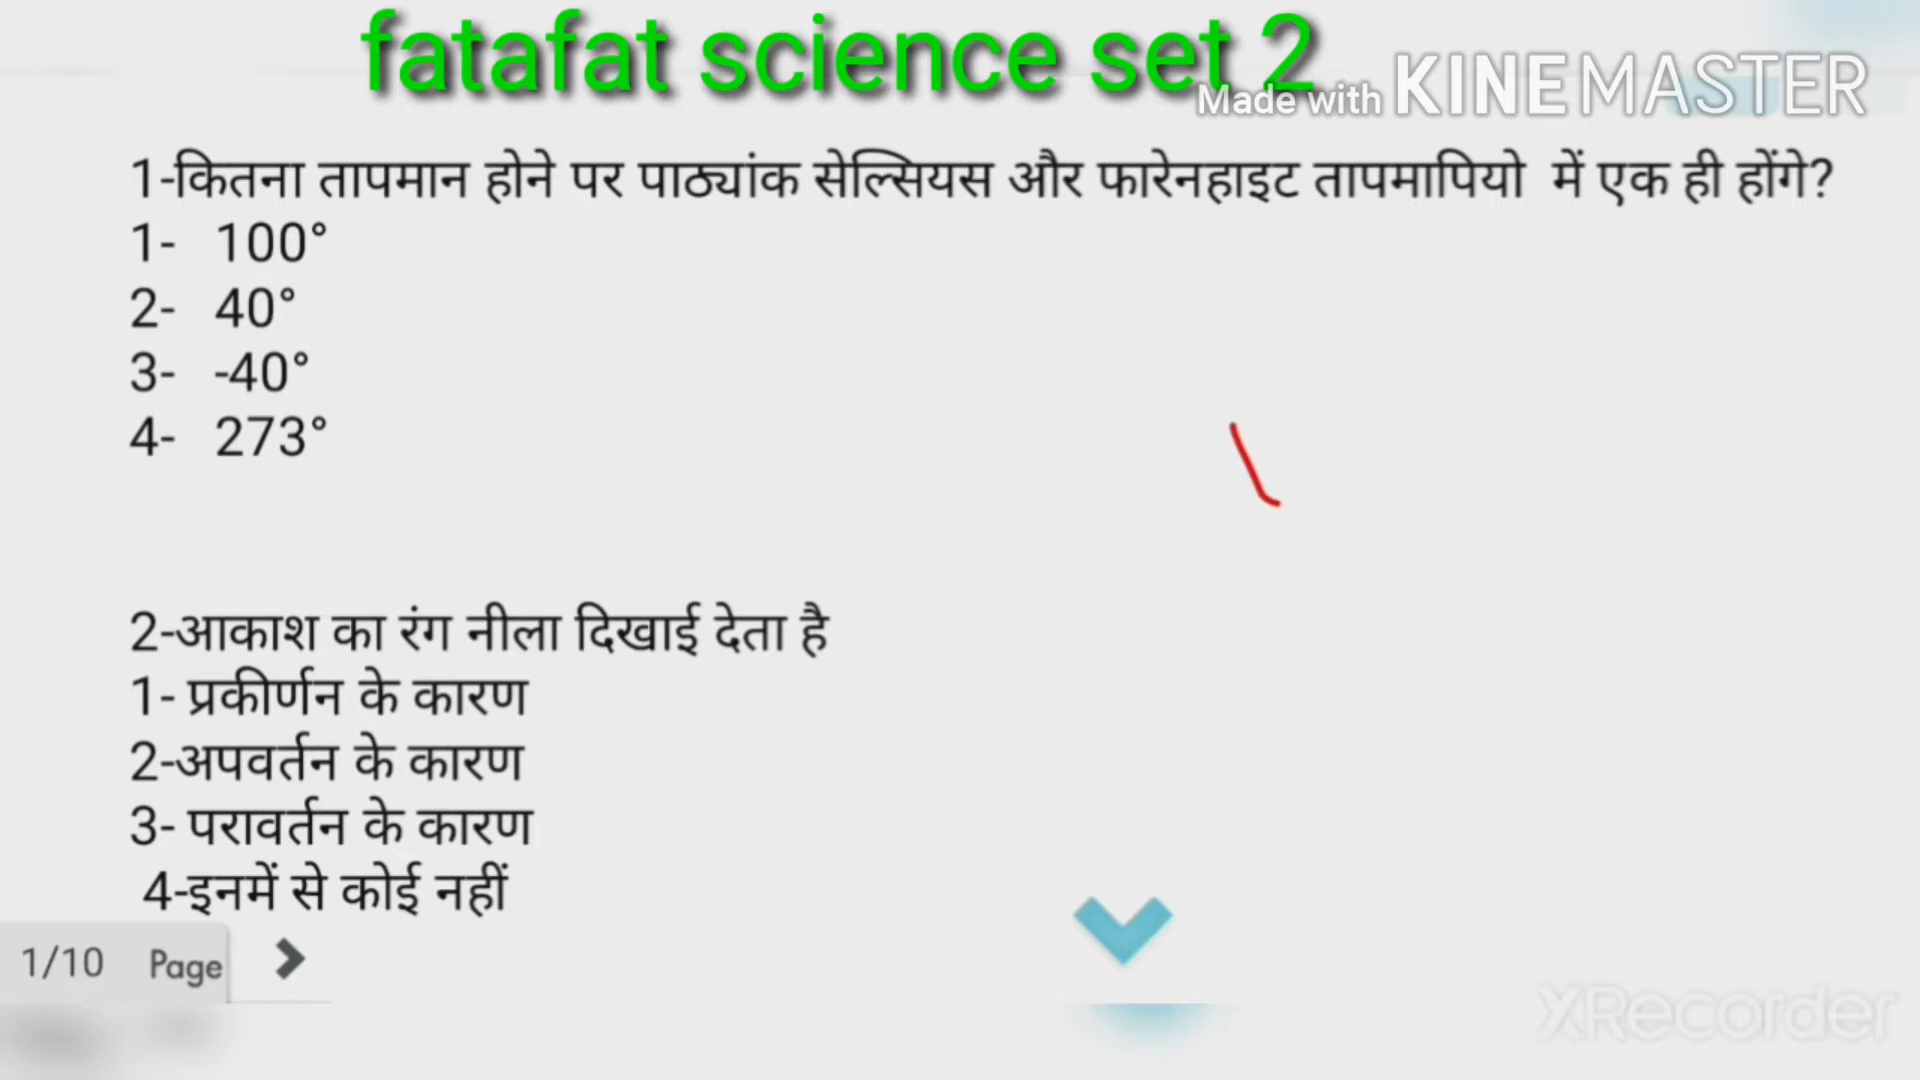 fatafat science set 2
Made with KINEMASTER
1-कितना तापमान होने पर पाठ्यांक सेल्सियस और फारेनहाइट तापमापियो में एक ही होंगे?
1- 100°
2- 40°
3- -40°
4- 273°
2-आकाश का रंग नीला दिखाई देता है
1- प्रकीर्णन के कारण
2-अपवर्तन के कारण
3- परावर्तन के कारण
4-इनमें से कोई नहीं
1/10 Page
XRecorder